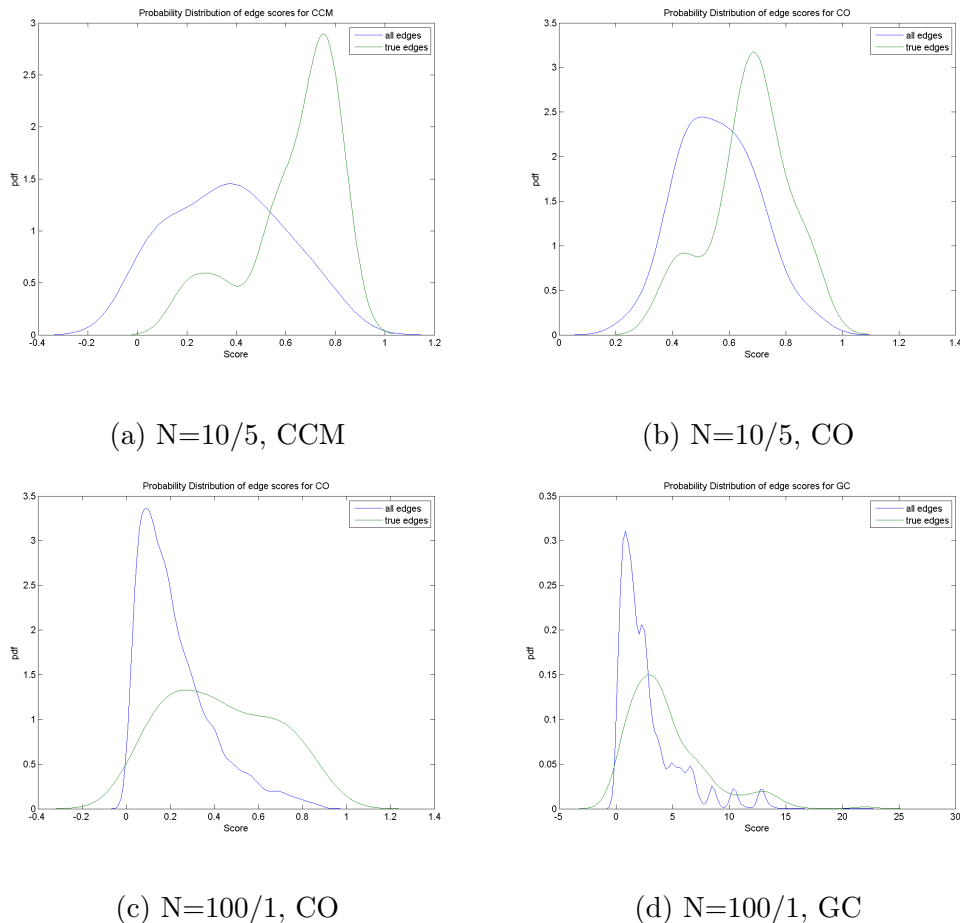 Probability Distribution of edge scores for CCM
3
2.5
2
1.5
1
0.5
0
pdf
-0.4
-0.2
0
0.2
0.4
0.6
0.8
1
1.2
Score
all edges
true edges
(a) N=10/5, CCM
Probability Distribution of edge scores for CO
3.5
3
2.5
2
1.5
1
0.5
0
pdf
0
0.2
0.4
0.6
0.8
1
1.2
1.4
Score
all edges
true edges
(b) N=10/5, CO
Probability Distribution of edge scores for CO
3.5
3
2.5
2
1.5
1
0.5
0
pdf
-0.4
-0.2
0
0.2
0.4
0.6
0.8
1
1.2
1.4
Score
all edges
true edges
(c) N=100/1, CO
Probability Distribution of edge scores for GC
0.35
0.3
0.25
0.2
0.15
0.1
0.05
0
pdf
-5
0
5
10
15
20
25
30
Score
all edges
true edges
(d) N=100/1, GC